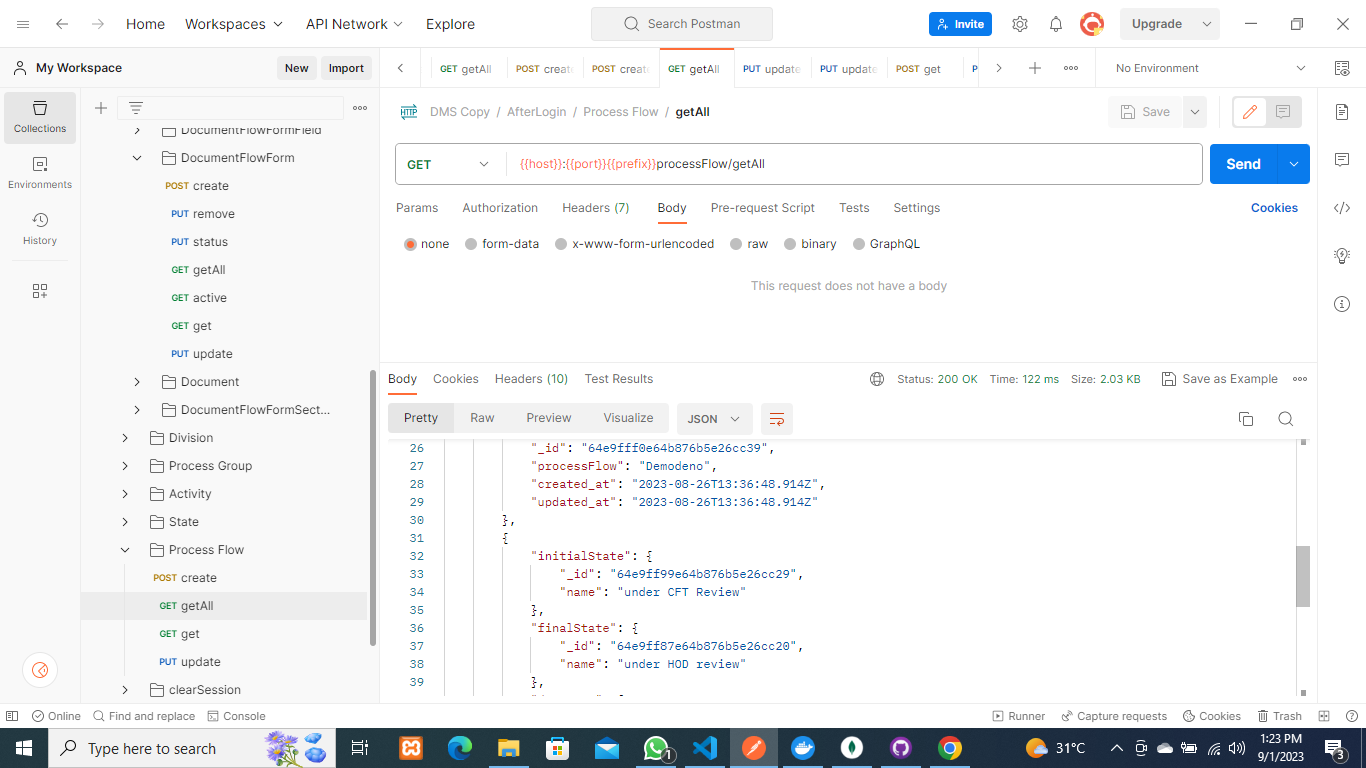 Home
Workspaces
API Network
Explore
Search Postman
Invite
Upgrade
My Workspace
New
Import
GET getAll
POST create
POST create
GET getAll
PUT update
PUT update
POST get
P
No Environment
Collections
Environments
History
DocumentFlowFormField
DocumentFlowForm
POST create
PUT remove
PUT status
GET getAll
GET active
GET get
PUT update
Document
DocumentFlowFormSect...
Division
Process Group
Activity
State
Process Flow
POST create
GET getAll
GET get
PUT update
clearSession
HTTP DMS Copy / AfterLogin / Process Flow / getAll
Save
GET
{{host}}:{{port}}{{prefix}}processFlow/getAll
Send
Params Authorization Headers (7) Body Pre-request Script Tests Settings Cookies
none form-data x-www-form-urlencoded raw binary GraphQL
This request does not have a body
Body Cookies Headers (10) Test Results
Status: 200 OK Time: 122 ms Size: 2.03 KB Save as Example
Pretty Raw Preview Visualize JSON
26 "_id": "64e9fff0e64b876b5e26cc39",
27 "processFlow": "Demodeno",
28 "created_at": "2023-08-26T13:36:48.914Z",
29 "updated_at": "2023-08-26T13:36:48.914Z"
30 },
31 {
32 "initialState": {
33 "_id": "64e9ff99e64b876b5e26cc29",
34 "name": "under CFT Review"
35 },
36 "finalState": {
37 "_id": "64e9ff87e64b876b5e26cc20",
38 "name": "under HOD review"
39 },
Online Find and replace Console
Runner Capture requests Cookies Trash
Type here to search
1
31°C
1:23 PM
9/1/2023
3